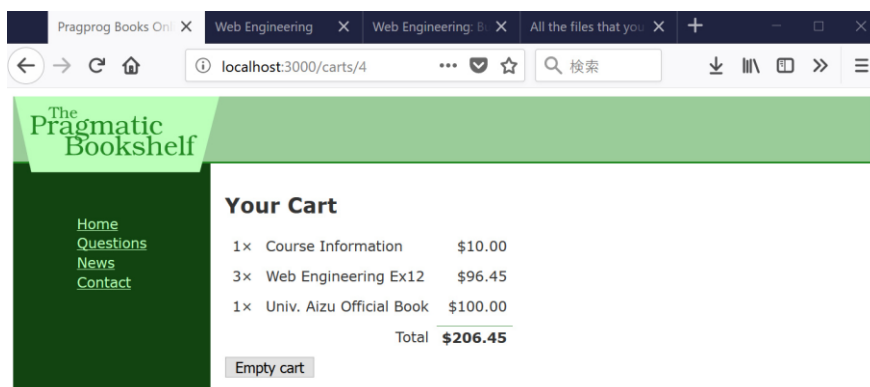 Pragprog Books Onl
Web Engineering
Web Engineering: B
All the files that you
localhost:3000/carts/4
検索
The
Pragmatic
Bookshelf
Home
Questions
News
Contact
Your Cart
1× Course Information $10.00
3× Web Engineering Ex12 $96.45
1× Univ. Aizu Official Book $100.00
Total $206.45
Empty cart